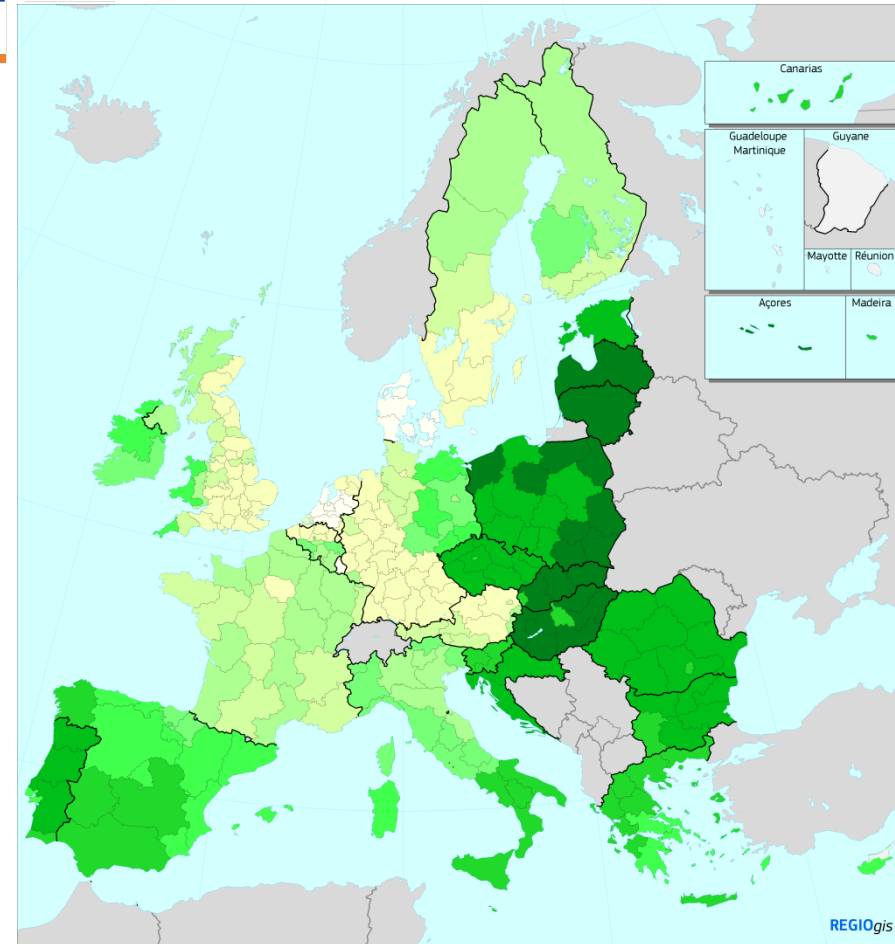 Canarias
Guadeloupe
Martinique
Guyane
Mayotte
Réunion
Açores
Madeira
REGIOgis